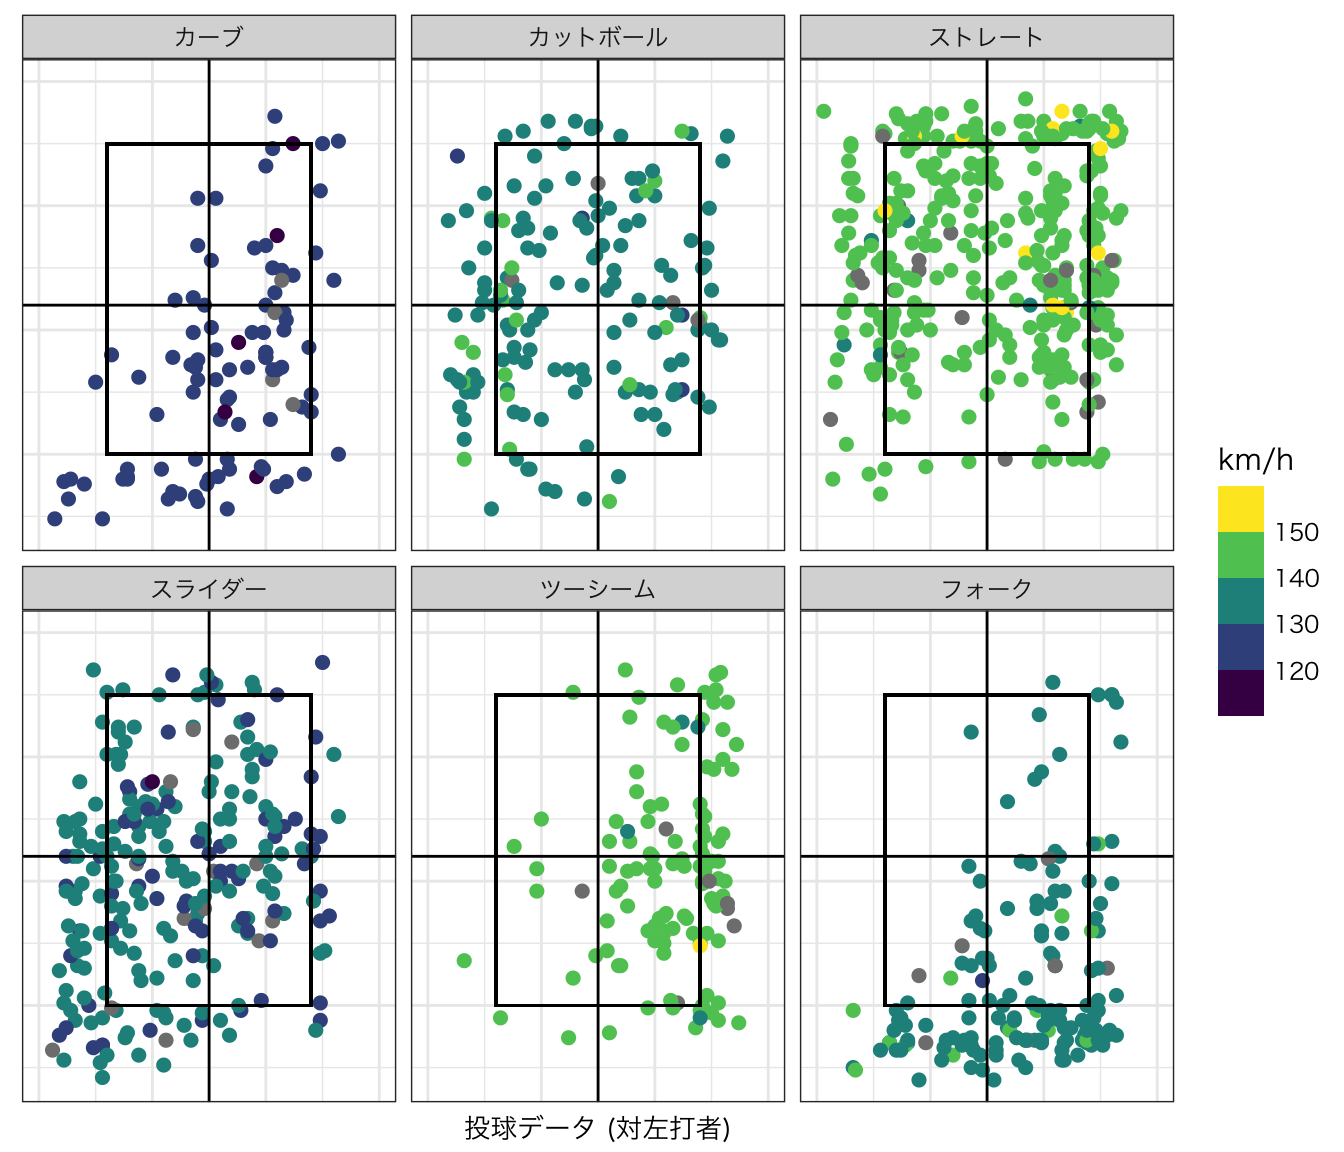 カーブ
カットボール
ストレート
スライダー
ツーシーム
フォーク
km/h
150
140
130
120
投球データ (対左打者)